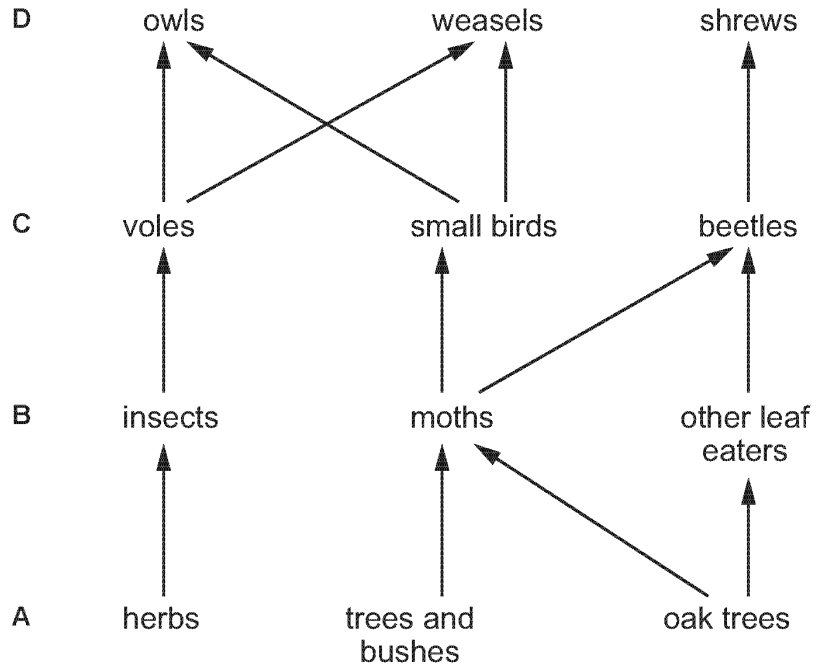 D owls weasels shrews
C voles small birds beetles
B insects moths other leaf
eaters
A herbs trees and oak trees
bushes